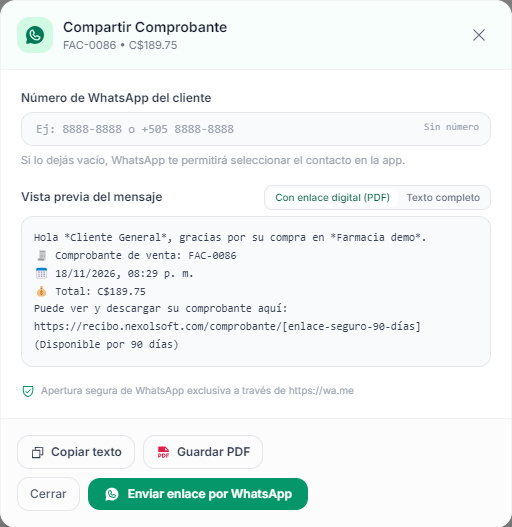 Compartir Comprobante
FAC-0086 • C$189.75
Número de WhatsApp del cliente
Ej: 8888-8888 o +505 8888-8888
Sin número
Si lo dejás vacío, WhatsApp te permitirá seleccionar el contacto en la app.
Vista previa del mensaje
Con enlace digital (PDF)
Texto completo
Hola *Cliente General*, gracias por su compra en *Farmacia demo*.
Comprobante de venta: FAC-0086
18/11/2026, 08:29 p. m.
Total: C$189.75
Puede ver y descargar su comprobante aquí:
https://recibo.nexolsoft.com/comprobante/[enlace-seguro-90-días]
(Disponible por 90 días)
Apertura segura de WhatsApp exclusiva a través de https://wa.me
Copiar texto
PDF
Guardar PDF
Cerrar
Enviar enlace por WhatsApp